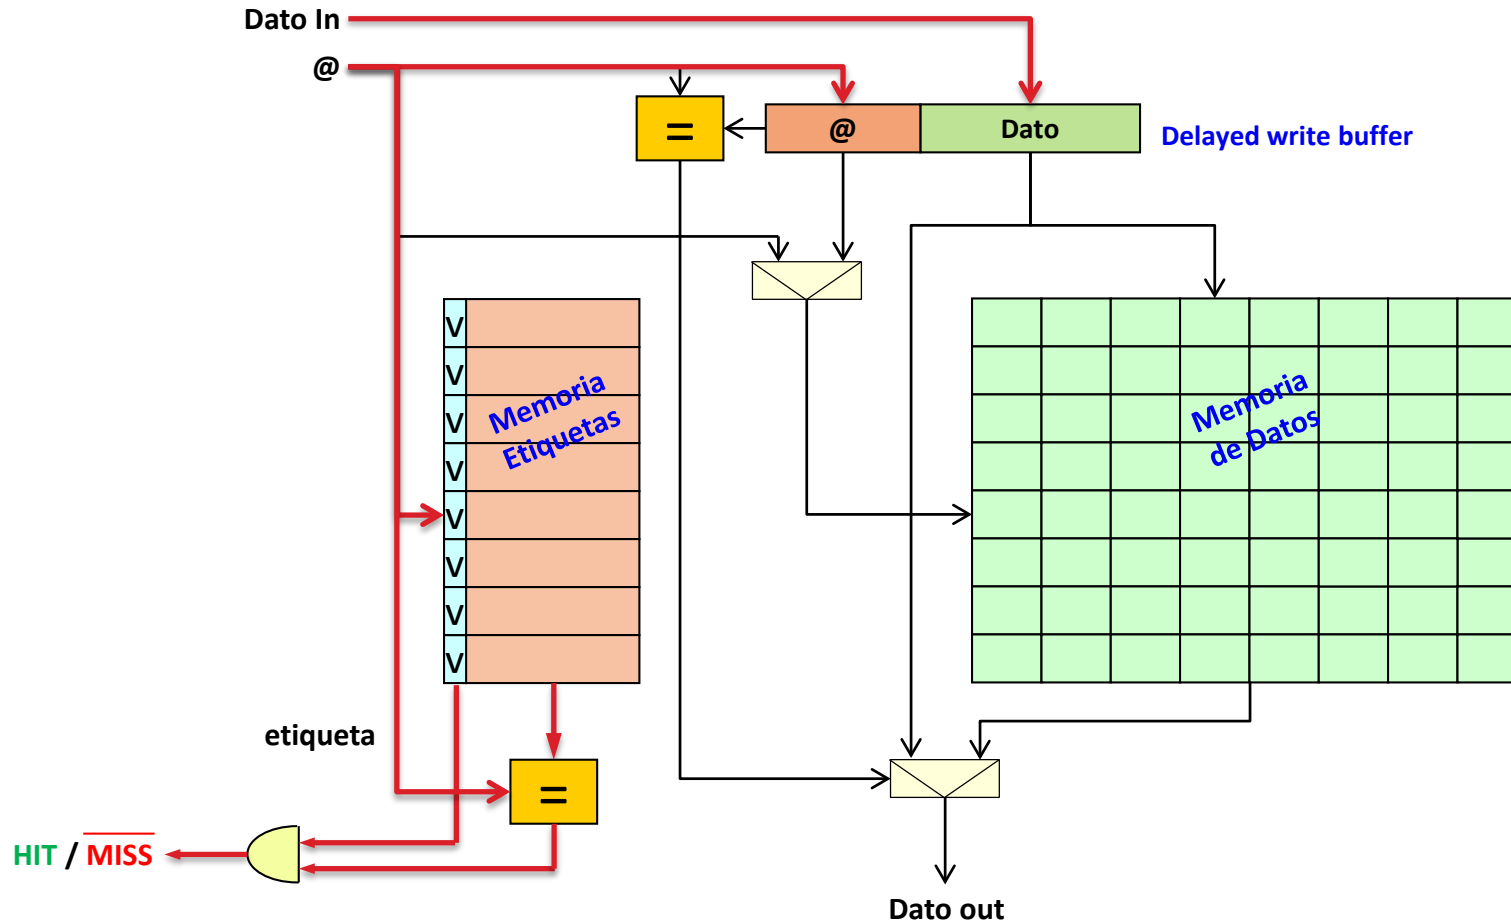 Dato In
@
=
@
Dato
Delayed write buffer
V
V
V
V
V
V
V
V
Memoria
Etiquetas
Memoria
de Datos
etiqueta
=
HIT / MISS
Dato out